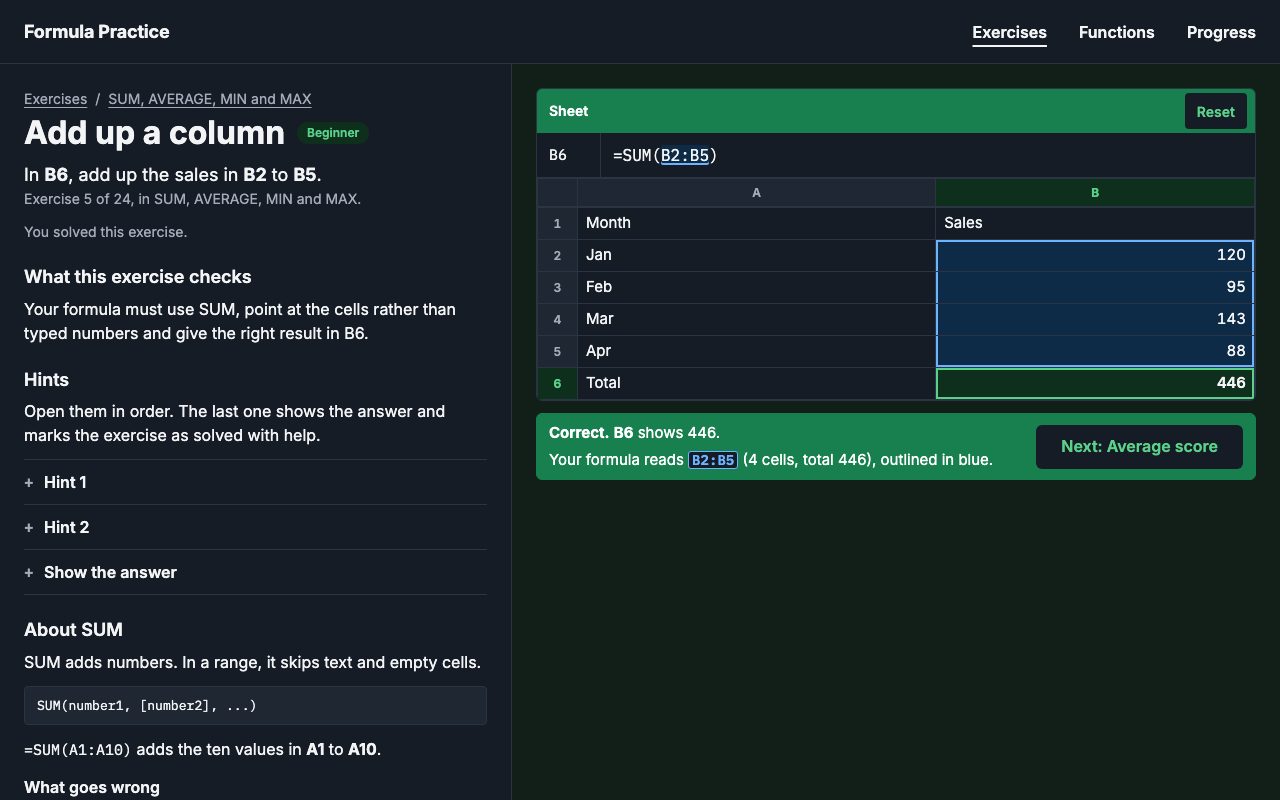 Formula Practice
Exercises
Functions
Progress
Exercises / SUM, AVERAGE, MIN and MAX
Add up a column
Beginner
In B6, add up the sales in B2 to B5.
Exercise 5 of 24, in SUM, AVERAGE, MIN and MAX.
You solved this exercise.
What this exercise checks
Your formula must use SUM, point at the cells rather than
typed numbers and give the right result in B6.
Hints
Open them in order. The last one shows the answer and
marks the exercise as solved with help.
+ Hint 1
+ Hint 2
+ Show the answer
About SUM
SUM adds numbers. In a range, it skips text and empty cells.
SUM(number1, [number2], ...)
=SUM(A1:A10) adds the ten values in A1 to A10.
What goes wrong
Sheet
Reset
B6 =SUM(B2:B5)
A B
1 Month Sales
2 Jan 120
3 Feb 95
4 Mar 143
5 Apr 88
6 Total 446
Correct. B6 shows 446.
Your formula reads B2:B5 (4 cells, total 446), outlined in blue.
Next: Average score